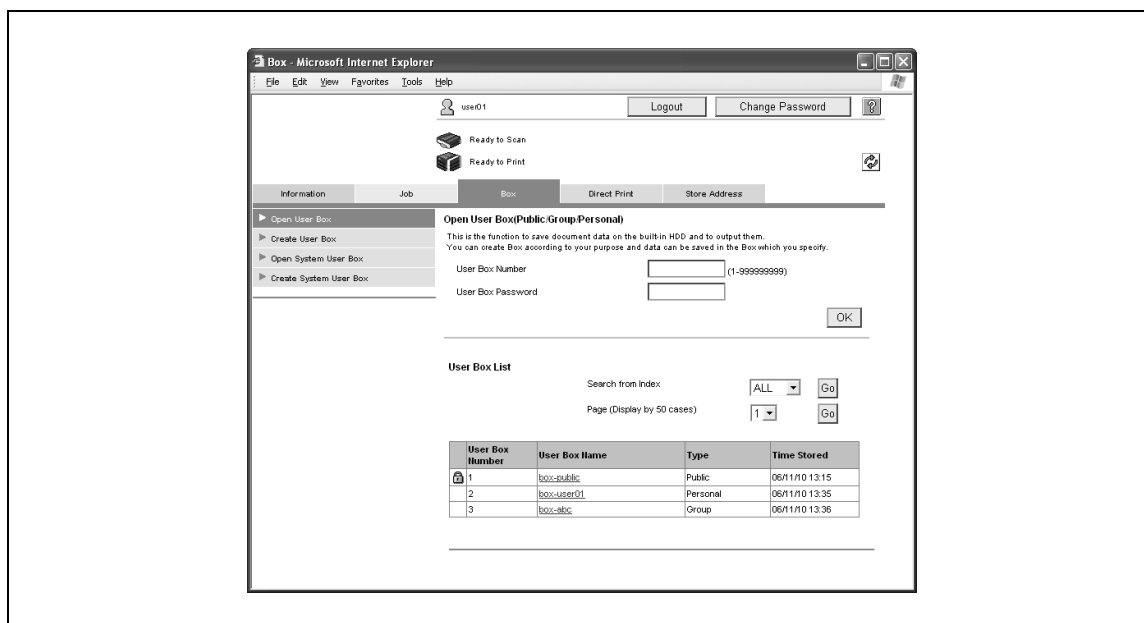 Box - Microsoft Internet Explorer
File Edit View Favorites Tools Help
user01 Logout Change Password ?
Ready to Scan
Ready to Print
Information Job Box Direct Print Store Address
Open User Box
Create User Box
Open System User Box
Create System User Box
Open User Box(Public/Group/Personal)
This is the function to save document data on the built-in HDD and to output them.
You can create Box according to your purpose and data can be saved in the Box which you specify.
User Box Number (1-999999999)
User Box Password
OK
User Box List
Search from Index ALL Go
Page (Display by 50 cases) 1 Go
User Box Number User Box Name Type Time Stored
1 box-public Public 06/11/10 13:15
2 box-user01 Personal 06/11/10 13:35
3 box-abc Group 06/11/10 13:36